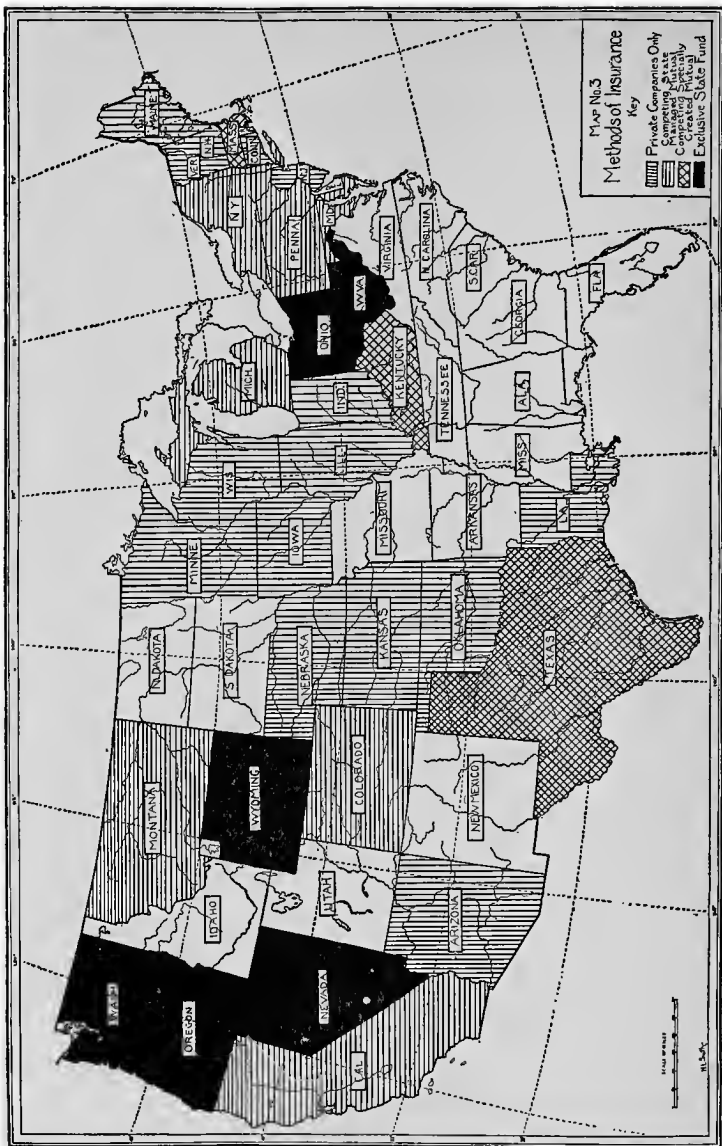 MAP No.3
Methods of Insurance
Key
Private Companies Only
Competing State
Managed Mutual
Competing Specially
Created Mutual
Exclusive State Fund
WASH
OREGON
NEVADA
CAL
IDAHO
UTAH
ARIZONA
MONTANA
WYOMING
COLORADO
NEW MEXICO
N.DAKOTA
S.DAKOTA
NEBRASKA
KANSAS
OKLAHOMA
TEXAS
MINNE
IOWA
MISSOURI
ARKANSAS
LA.
WIS
ILL
MICH.
IND.
OHIO
KENTUCKY
TENNESSEE
MISS.
ALA.
GEORGIA
FLA
S.CAR.
N.CAROLINA
VIRGINIA
W.VA
MD.
PENNA
N.J.
N.Y
VER.
N.H.
MASS
CONN
MAINE